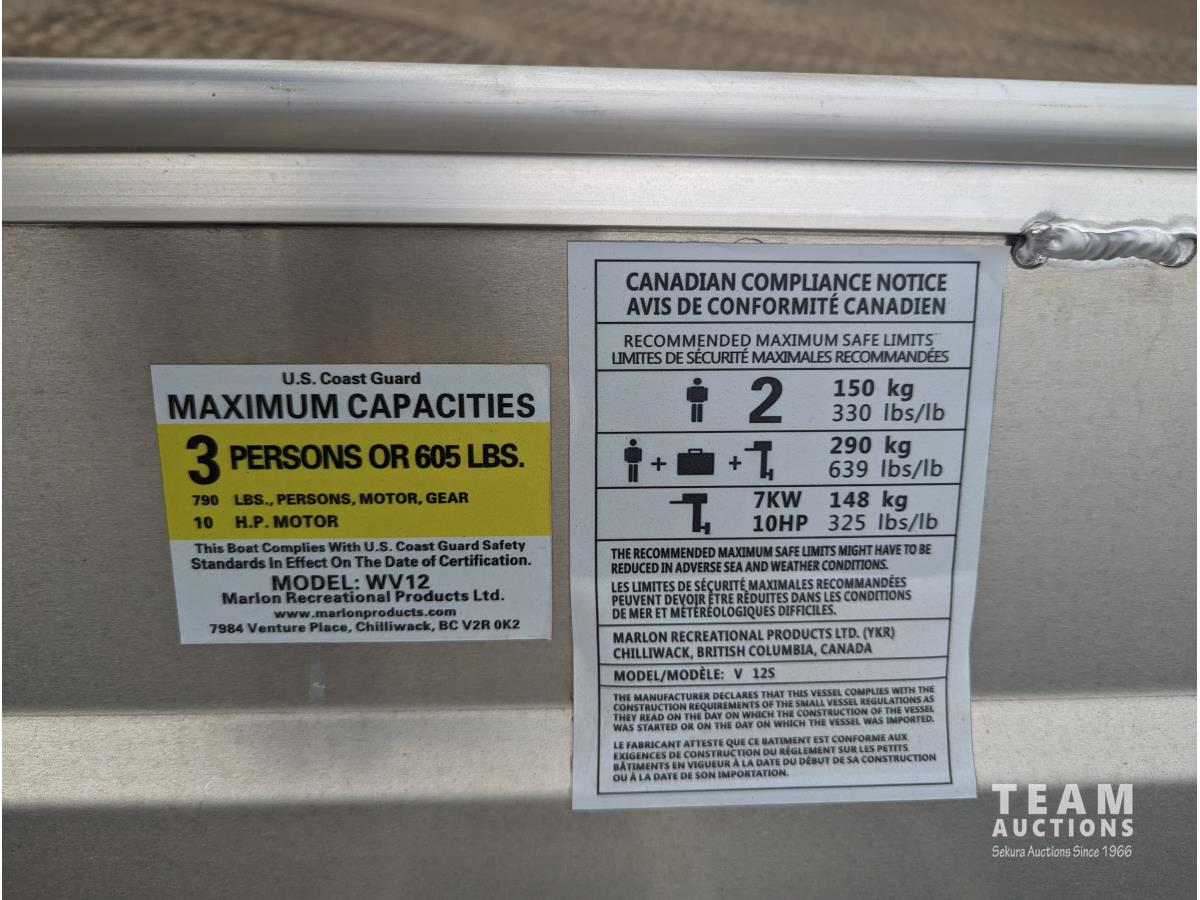 U.S. Coast Guard
MAXIMUM CAPACITIES
3 PERSONS OR 605 LBS.
790 LBS., PERSONS, MOTOR, GEAR
10 H.P. MOTOR
This Boat Complies With U.S. Coast Guard Safety
Standards In Effect On The Date of Certification.
MODEL: WV12
Marlon Recreational Products Ltd.
www.marlonproducts.com
7984 Venture Place, Chilliwack, BC V2R 0K2
CANADIAN COMPLIANCE NOTICE
AVIS DE CONFORMITÉ CANADIEN
RECOMMENDED MAXIMUM SAFE LIMITS
LIMITES DE SÉCURITÉ MAXIMALES RECOMMANDÉES
2 150 kg
330 lbs/lb
+ + 290 kg
639 lbs/lb
7KW 148 kg
10HP 325 lbs/lb
THE RECOMMENDED MAXIMUM SAFE LIMITS MIGHT HAVE TO BE
REDUCED IN ADVERSE SEA AND WEATHER CONDITIONS.
LES LIMITES DE SÉCURITÉ MAXIMALES RECOMMANDÉES
PEUVENT DEVOIR ÊTRE RÉDUITES DANS LES CONDITIONS
DE MER ET MÉTÉREOLOGIQUES DIFFICILES.
MARLON RECREATIONAL PRODUCTS LTD. (YKR)
CHILLIWACK, BRITISH COLUMBIA, CANADA
MODEL/MODÈLE: V 12S
THE MANUFACTURER DECLARES THAT THIS VESSEL COMPLIES WITH THE
CONSTRUCTION REQUIREMENTS OF THE SMALL VESSEL REGULATIONS AS
THEY READ ON THE DAY ON WHICH THE CONSTRUCTION OF THE VESSEL
WAS STARTED OR ON THE DAY ON WHICH THE VESSEL WAS IMPORTED.
LE FABRICANT ATTESTE QUE CE BATIMENT EST CONFORME AUX
EXIGENCES DE CONSTRUCTION DU RÈGLEMENT SUR LES PETITS
BÂTIMENTS EN VIGUEUR À LA DATE DU DÉBUT DE SA CONSTRUCTION
OU À LA DATE DE SON IMPORTATION.
TEAM
AUCTIONS
Sekura Auctions Since 1966